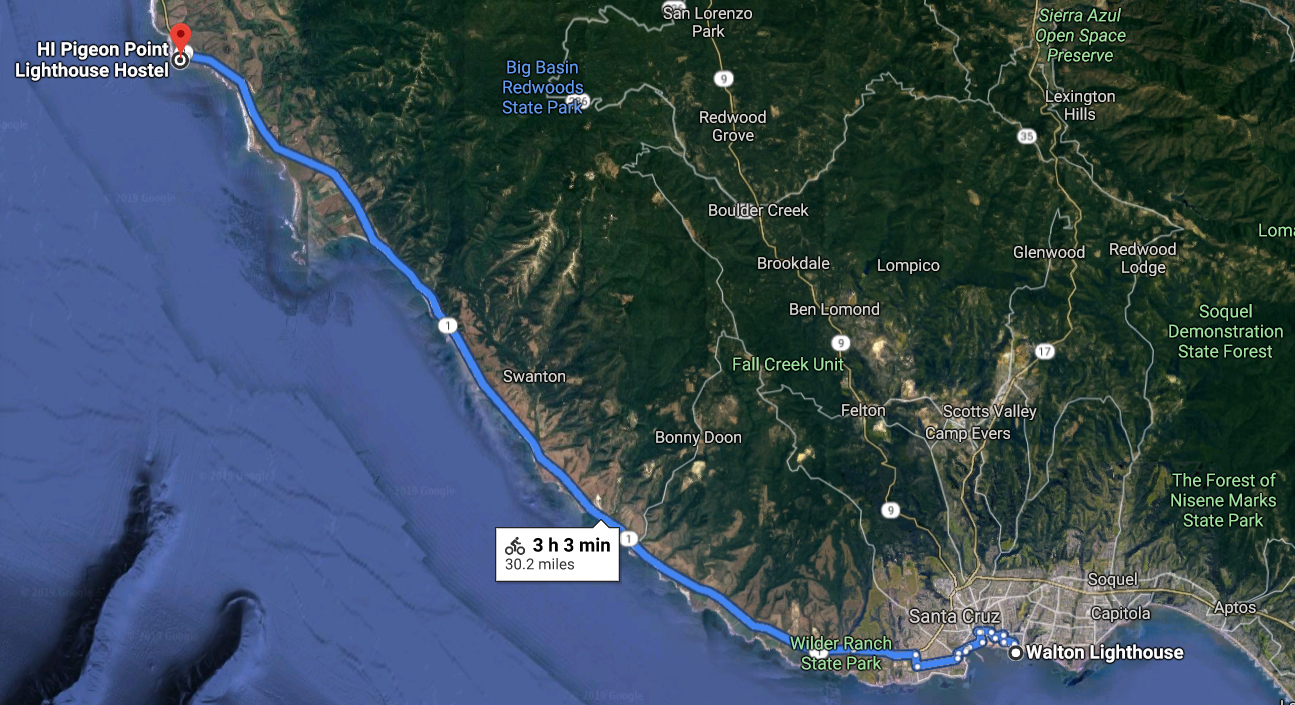 San Lorenzo
Park
Sierra Azul
Open Space
Preserve
HI Pigeon Point
Lighthouse Hostel
Big Basin
Redwoods
State Park
9
Lexington
Hills
Redwood
Grove
35
Boulder Creek
Loma
Glenwood
Redwood
Lodge
Brookdale
Lompico
Ben Lomond
Soquel
Demonstration
State Forest
1
9
17
Fall Creek Unit
Swanton
Felton
Scotts Valley
Camp Evers
Bonny Doon
The Forest of
Nisene Marks
State Park
9
1
3 h 3 min
30.2 miles
Soquel
Aptos
Capitola
Santa Cruz
Wilder Ranch
State Park
Walton Lighthouse